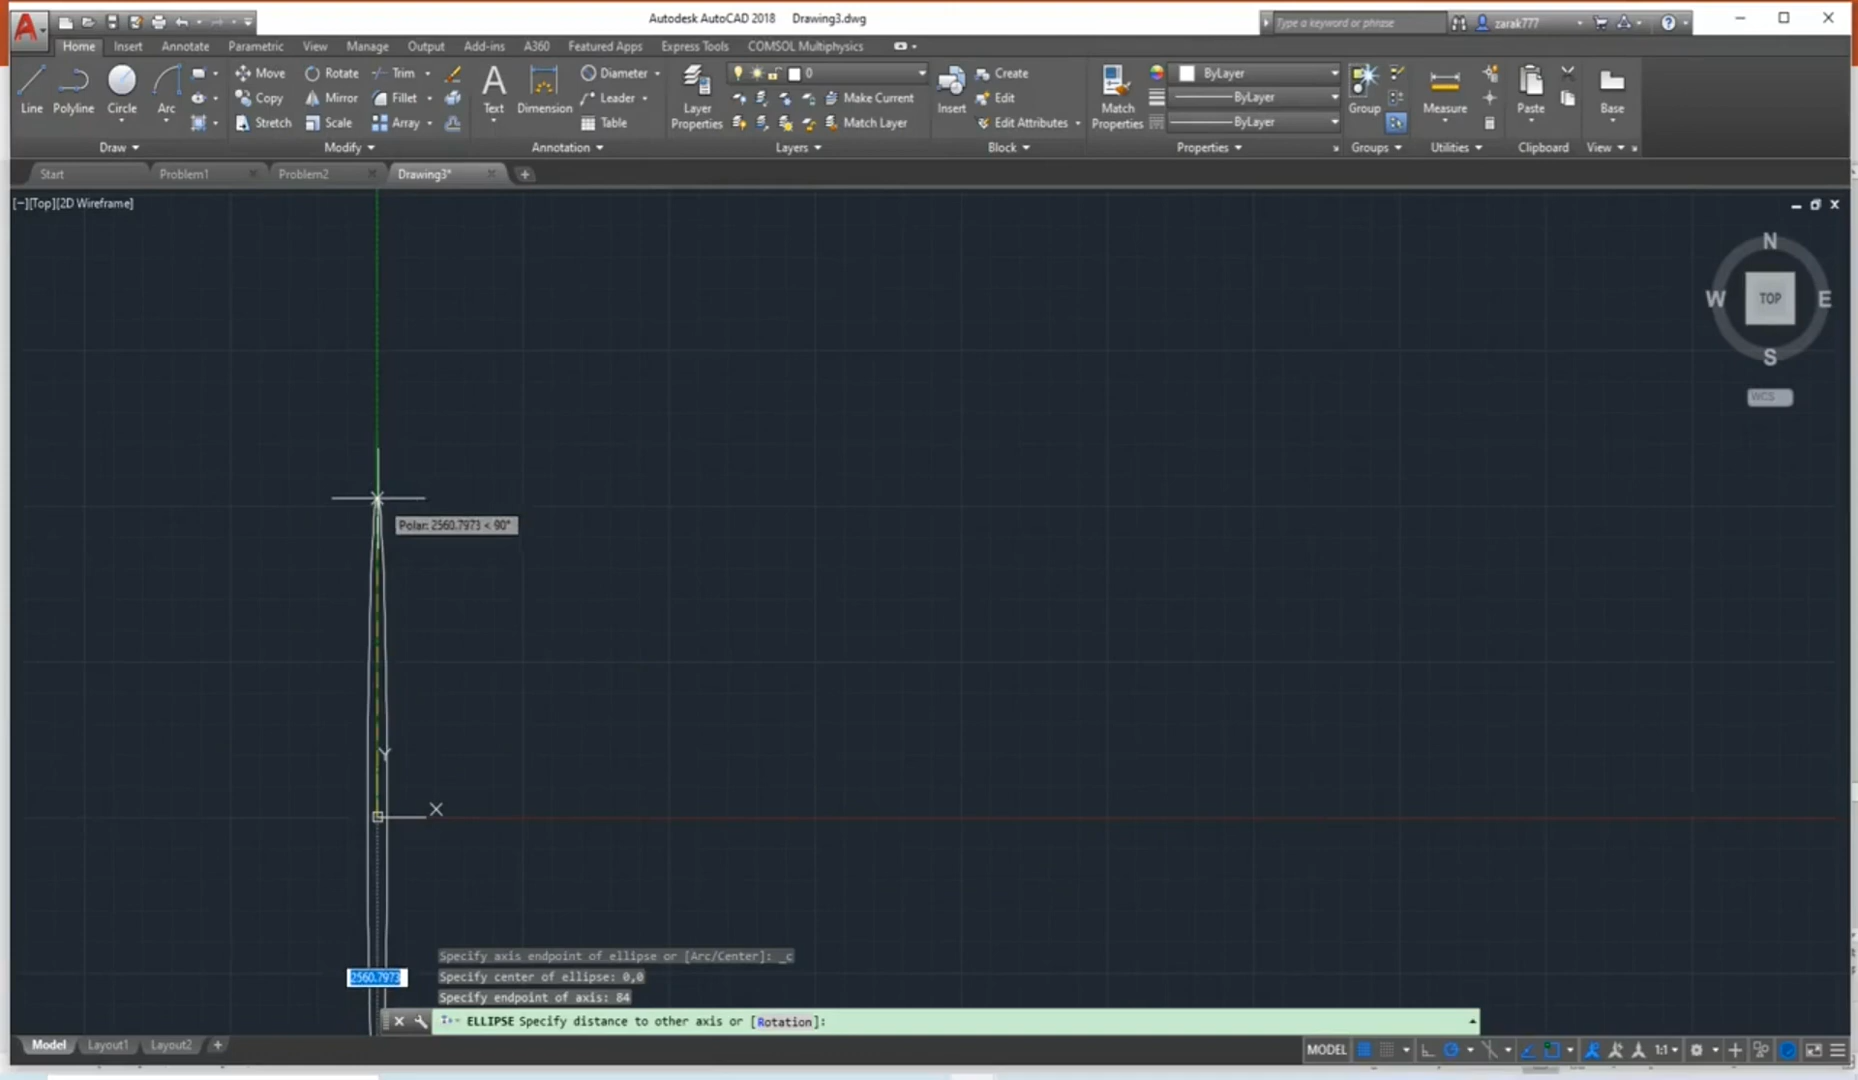 Autodesk AutoCAD 2018 Drawing3.dwg
Type a keyword or phrase
zarak777
Home Insert Annotate Parametric View Manage Output Add-ins A360 Featured Apps Express Tools COMSOL Multiphysics
Line Polyline Circle Arc
Move Rotate Trim
Copy Mirror Fillet
Stretch Scale Array
Text Dimension
Diameter
Leader
Table
Layer Properties
0
Make Current
Match Layer
Insert
Create
Edit
Edit Attributes
Match Properties
ByLayer
ByLayer
ByLayer
Group
Measure
Paste
Base
Draw Modify Annotation Layers Block Properties Groups Utilities Clipboard View
Start Problem1 Problem2 Drawing3*
[−][Top][2D Wireframe]
N
W TOP E
S
WCS
Polar: 2560.7973 < 90°
Y
X
Specify axis endpoint of ellipse or [Arc/Center]: _c
2560.7973
Specify center of ellipse: 0,0
Specify endpoint of axis: 84
ELLIPSE Specify distance to other axis or [Rotation]:
Model Layout1 Layout2 +
MODEL 1:1